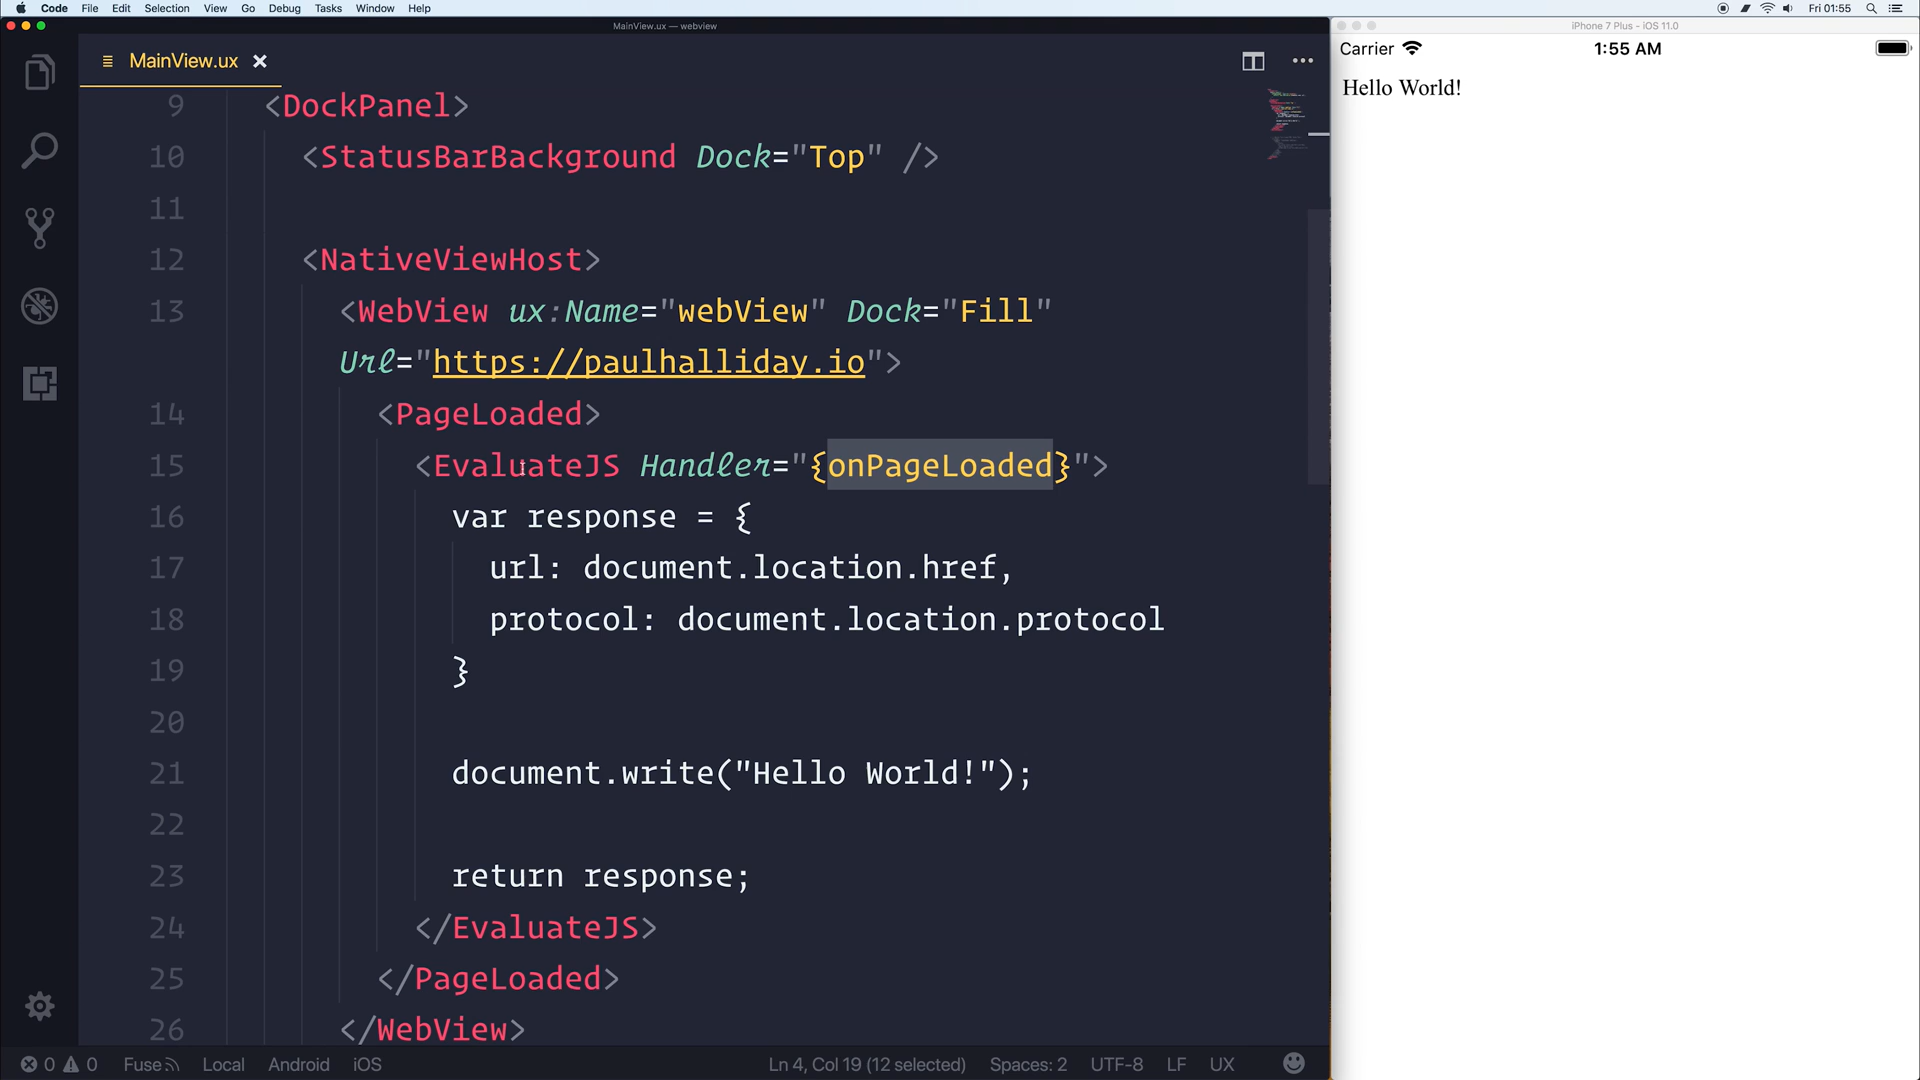 Code File Edit Selection View Go Debug Tasks Window Help
Fri 01:55
MainView.ux — webview
iPhone 7 Plus - iOS 11.0
MainView.ux
Carrier 1:55 AM
Hello World!
9 <DockPanel>
10 <StatusBarBackground Dock="Top" />
11
12 <NativeViewHost>
13 <WebView ux:Name="webView" Dock="Fill"
Url="https://paulhalliday.io">
14 <PageLoaded>
15 <EvaluateJS Handler="{onPageLoaded}">
16 var response = {
17 url: document.location.href,
18 protocol: document.location.protocol
19 }
20
21 document.write("Hello World!");
22
23 return response;
24 </EvaluateJS>
25 </PageLoaded>
26 </WebView>
0 0 Fuse Local Android iOS Ln 4, Col 19 (12 selected) Spaces: 2 UTF-8 LF UX